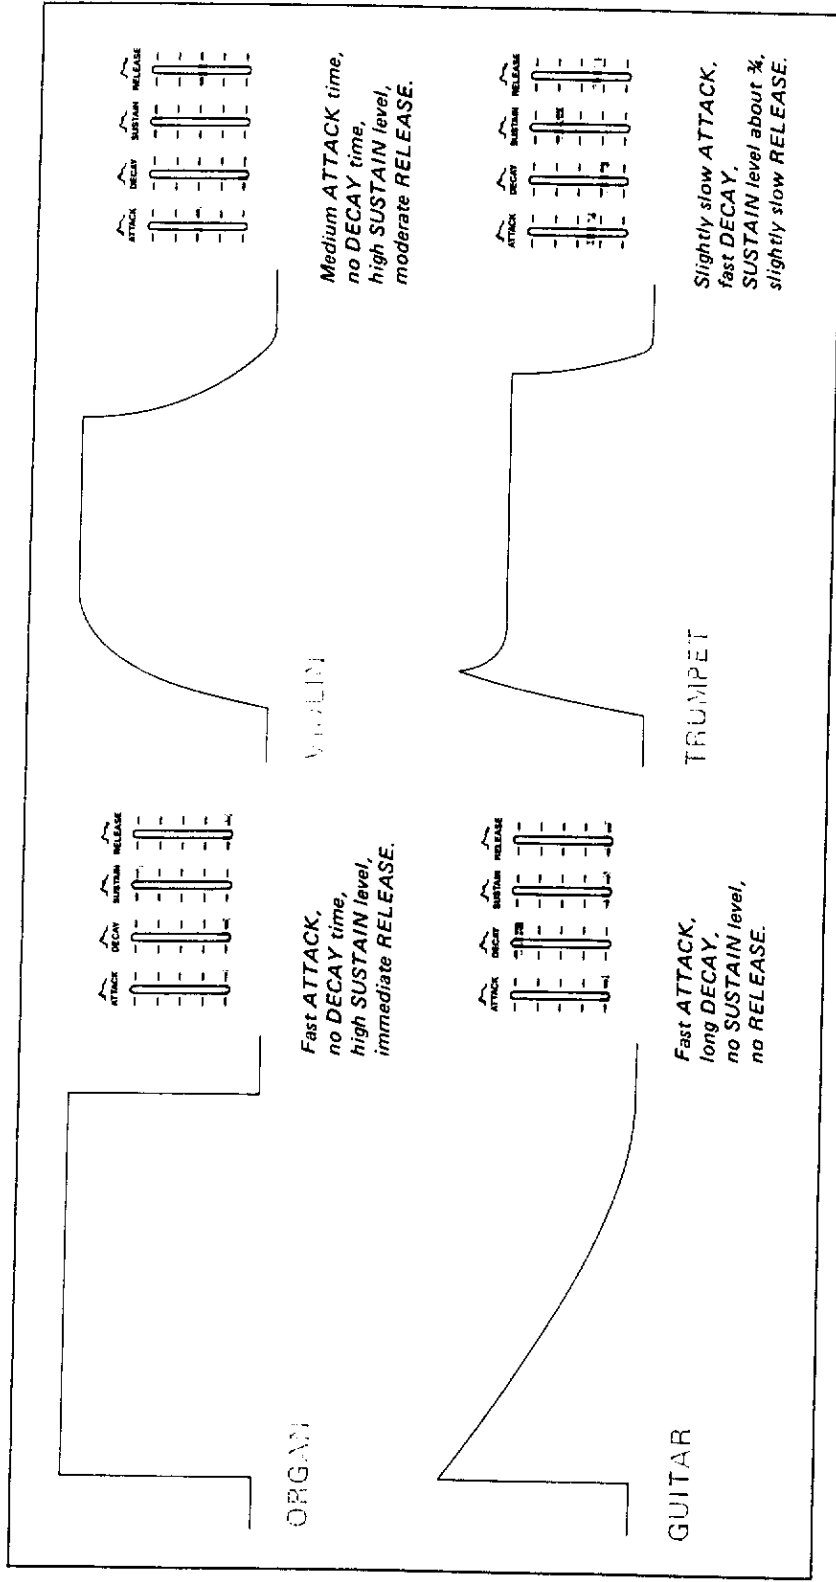 ORGAN
ATTACK DECAY SUSTAIN RELEASE
Fast ATTACK,
no DECAY time,
high SUSTAIN level,
immediate RELEASE.
VIOLIN
ATTACK DECAY SUSTAIN RELEASE
Medium ATTACK time,
no DECAY time,
high SUSTAIN level,
moderate RELEASE.
GUITAR
ATTACK DECAY SUSTAIN RELEASE
Fast ATTACK,
long DECAY,
no SUSTAIN level,
no RELEASE.
TRUMPET
ATTACK DECAY SUSTAIN RELEASE
Slightly slow ATTACK,
fast DECAY,
SUSTAIN level about ¾,
slightly slow RELEASE.